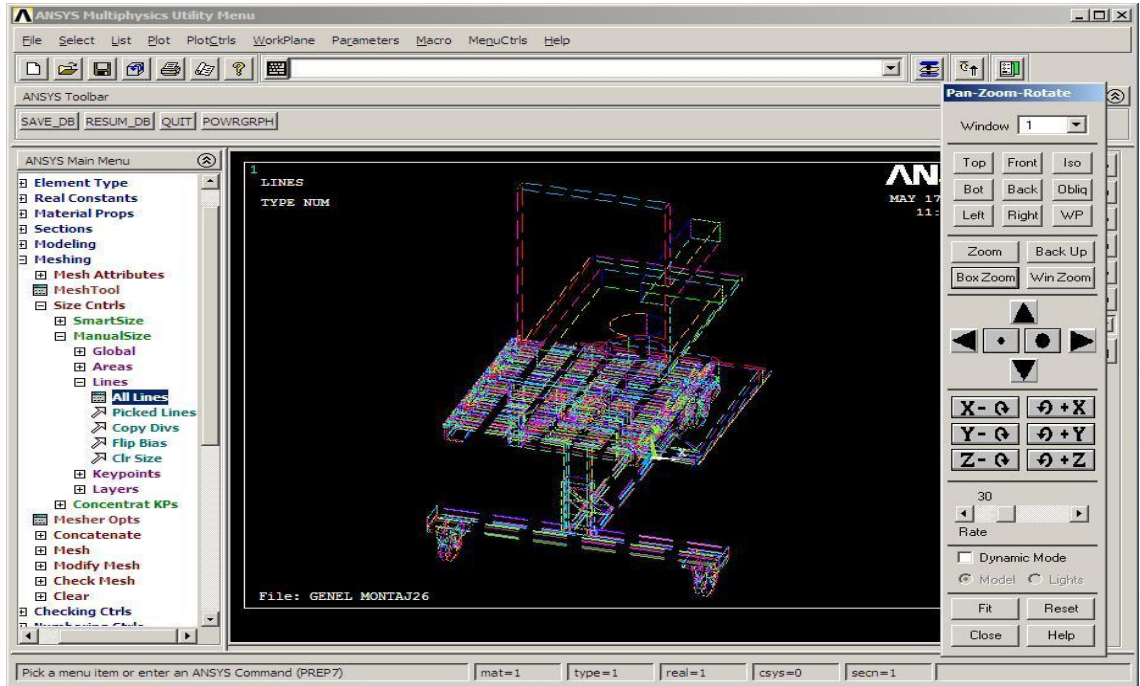 ANSYS Multiphysics Utility Menu
File Select List Plot PlotCtrls WorkPlane Parameters Macro MenuCtrls Help
ANSYS Toolbar
SAVE_DB RESUM_DB QUIT POWRGRPH
ANSYS Main Menu
Element Type
Real Constants
Material Props
Sections
Modeling
Meshing
Mesh Attributes
MeshTool
Size Cntrls
SmartSize
ManualSize
Global
Areas
Lines
All Lines
Picked Lines
Copy Divs
Flip Bias
Clr Size
Keypoints
Layers
Concentrat KPs
Mesher Opts
Concatenate
Mesh
Modify Mesh
Check Mesh
Clear
Checking Ctrls
1
LINES
TYPE NUM
AN
MAY 17
11:
X
File: GENEL MONTAJ26
Pan-Zoom-Rotate
Window 1
Top Front Iso
Bot Back Obliq
Left Right WP
Zoom Back Up
Box Zoom Win Zoom
X- +X
Y- +Y
Z- +Z
30
Rate
Dynamic Mode
Model Lights
Fit Reset
Close Help
Pick a menu item or enter an ANSYS Command (PREP7) mat=1 type=1 real=1 csys=0 secn=1